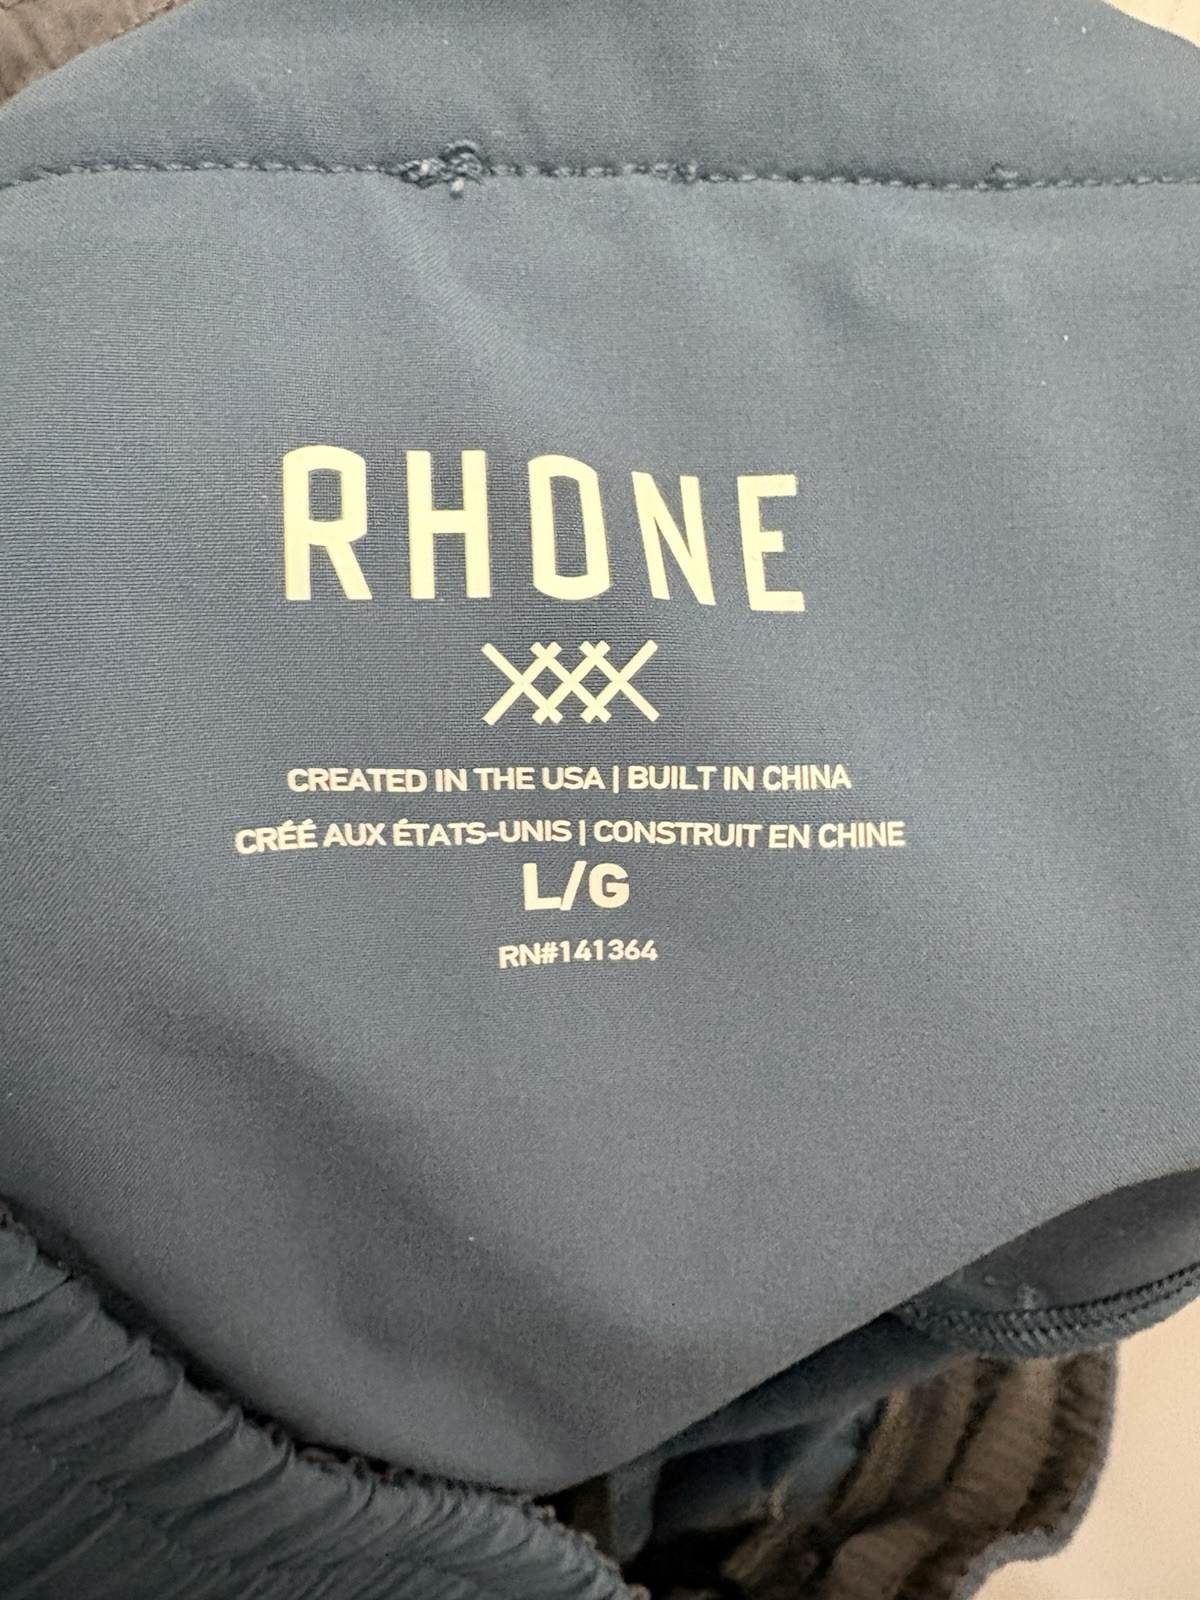 RHONE
CREATED IN THE USA | BUILT IN CHINA
CRÉÉ AUX ÉTATS-UNIS | CONSTRUIT EN CHINE
L/G
RN#141364